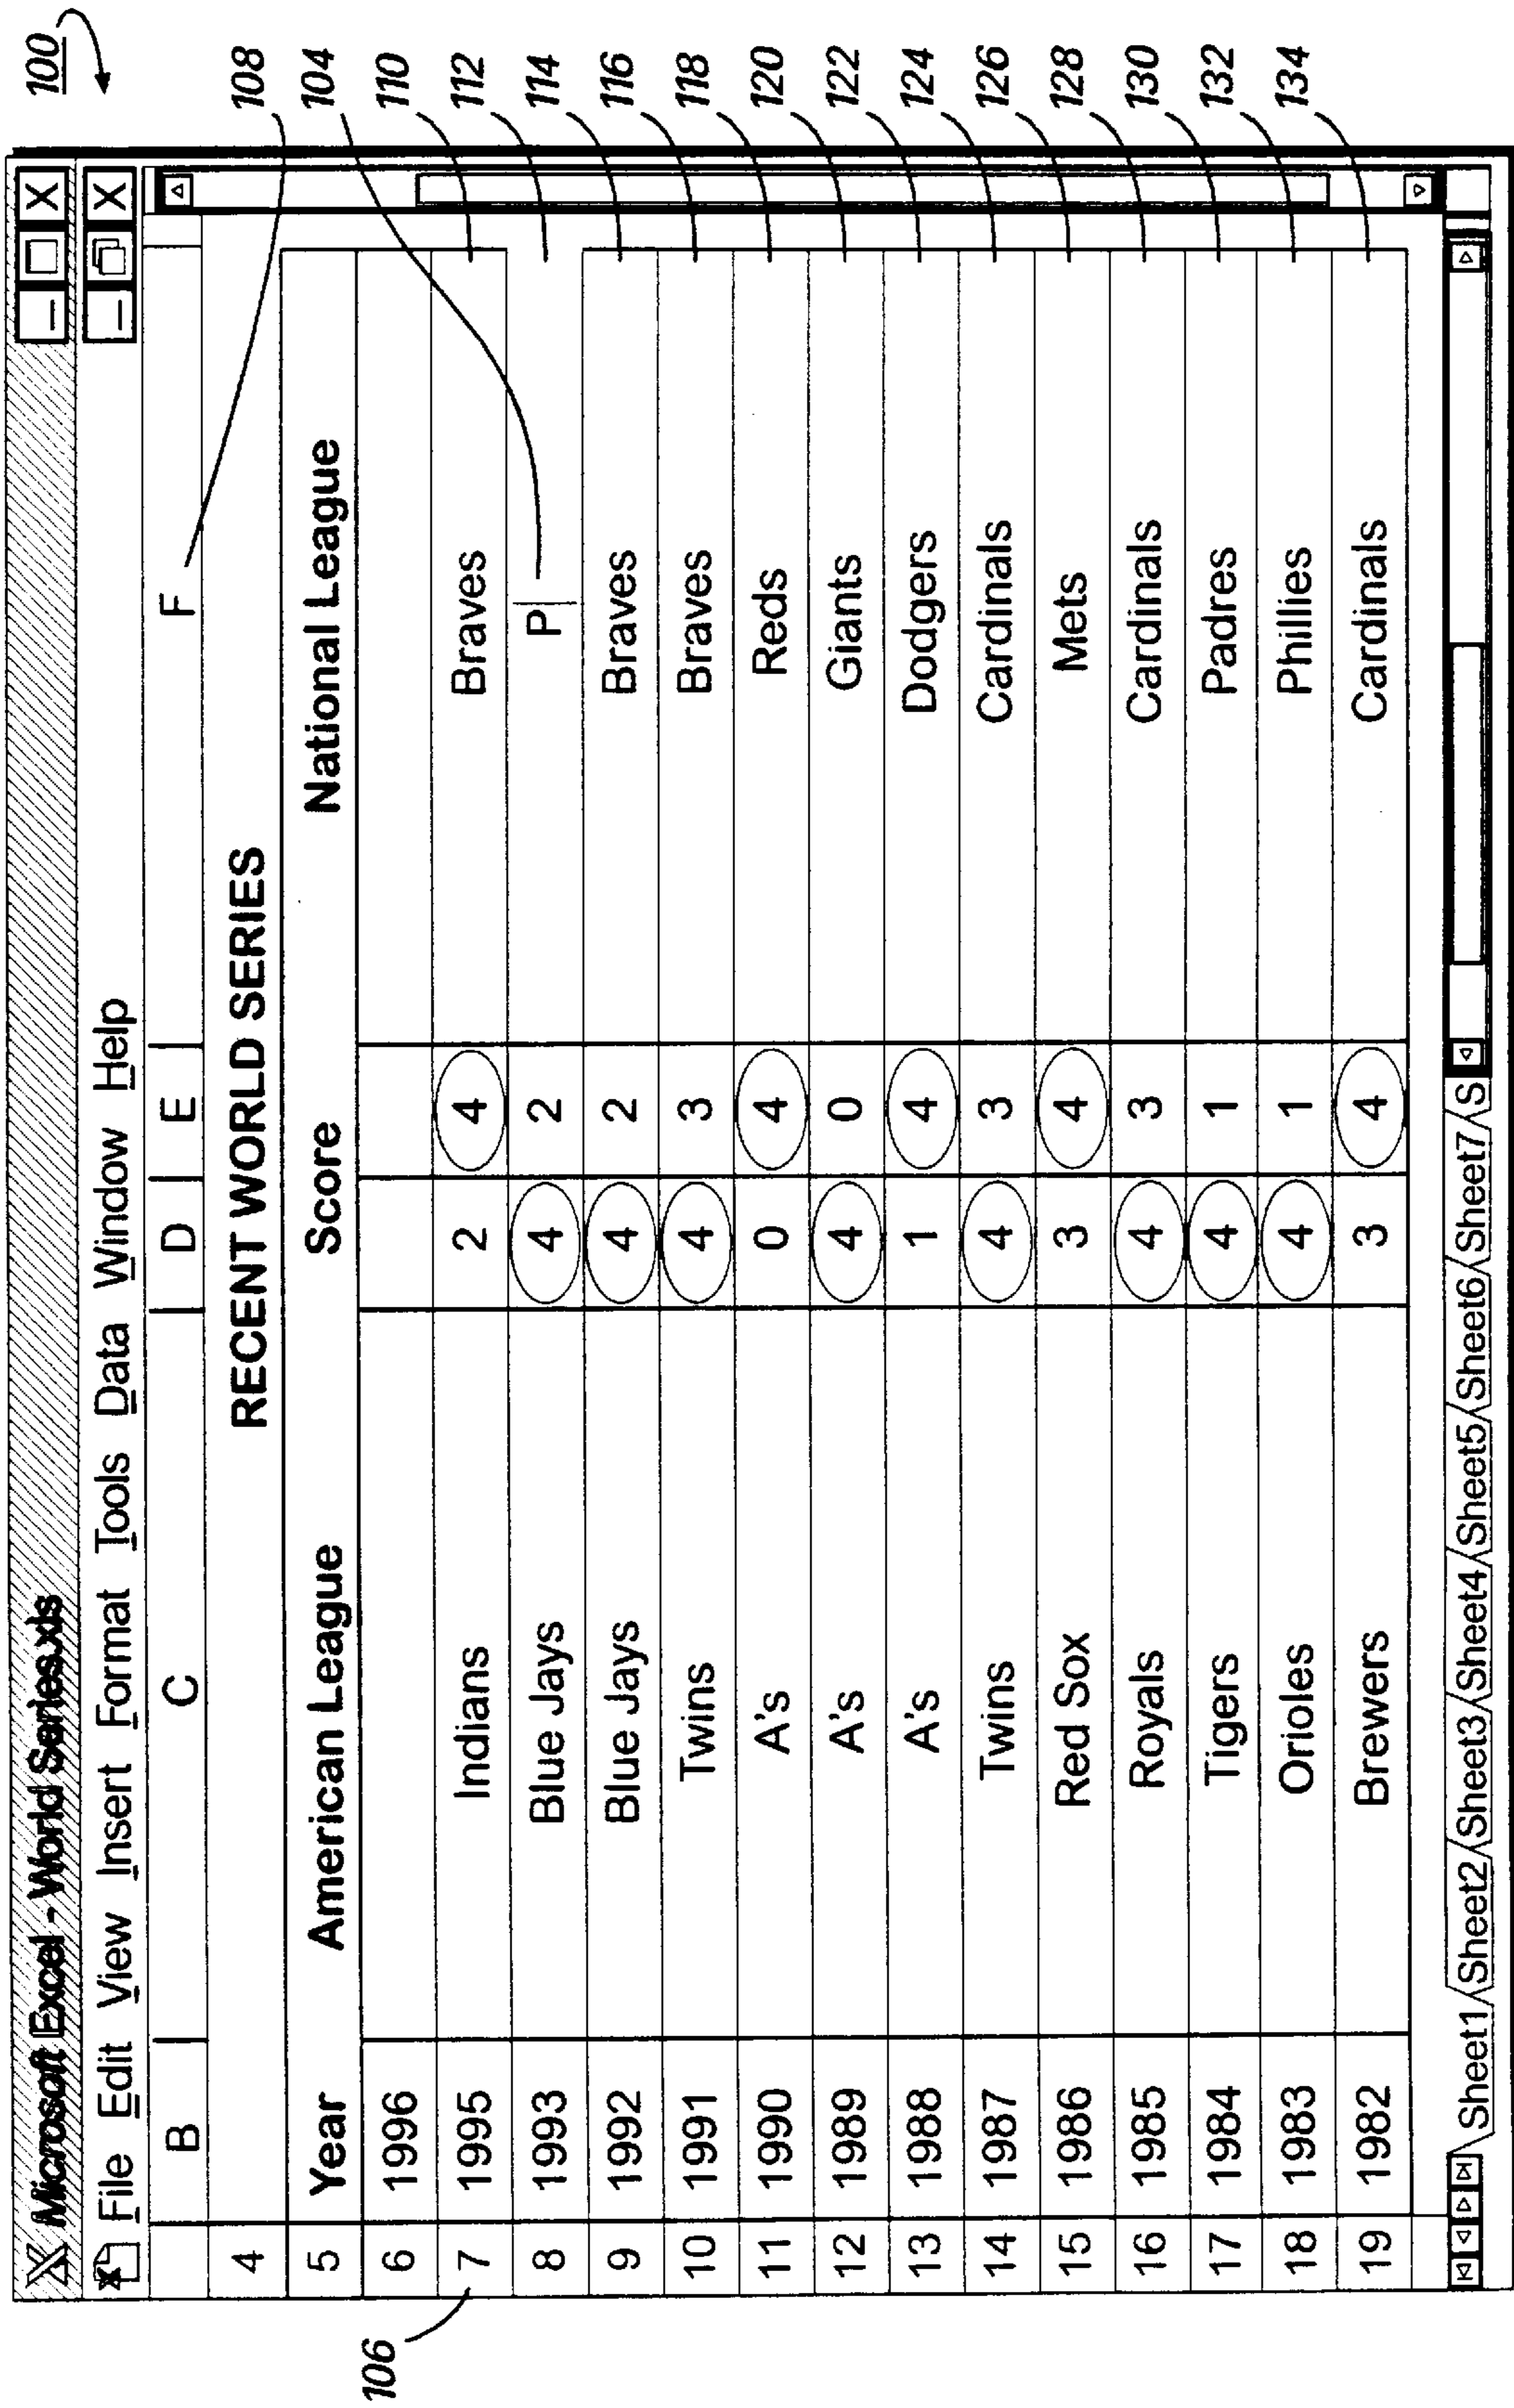 100
Microsoft Excel - World Series.xls
File Edit View Insert Format Tools Data Window Help
B C D E F 108
4 RECENT WORLD SERIES
5 Year American League Score National League 104
6 1996 110
7 1995 Indians 2 4 Braves 112
106
8 1993 Blue Jays 4 2 P 114
9 1992 Blue Jays 4 2 Braves 116
10 1991 Twins 4 3 Braves 118
11 1990 A's 0 4 Reds 120
12 1989 A's 4 0 Giants 122
13 1988 A's 1 4 Dodgers 124
14 1987 Twins 4 3 Cardinals 126
15 1986 Red Sox 3 4 Mets 128
16 1985 Royals 4 3 Cardinals 130
17 1984 Tigers 4 1 Padres 132
18 1983 Orioles 4 1 Phillies 134
19 1982 Brewers 3 4 Cardinals
Sheet1 Sheet2 Sheet3 Sheet4 Sheet5 Sheet6 Sheet7 S